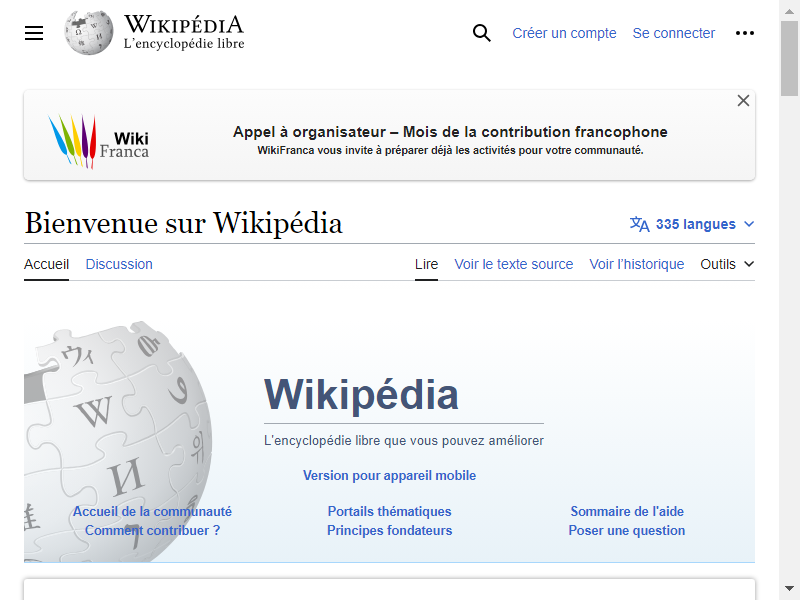 WIKIPÉDIA
L'encyclopédie libre
Créer un compte
Se connecter
Wiki
Franca
Appel à organisateur – Mois de la contribution francophone
WikiFranca vous invite à préparer déjà les activités pour votre communauté.
Bienvenue sur Wikipédia
335 langues
Accueil
Discussion
Lire
Voir le texte source
Voir l'historique
Outils
Wikipédia
L'encyclopédie libre que vous pouvez améliorer
Version pour appareil mobile
Accueil de la communauté
Portails thématiques
Sommaire de l'aide
Comment contribuer ?
Principes fondateurs
Poser une question